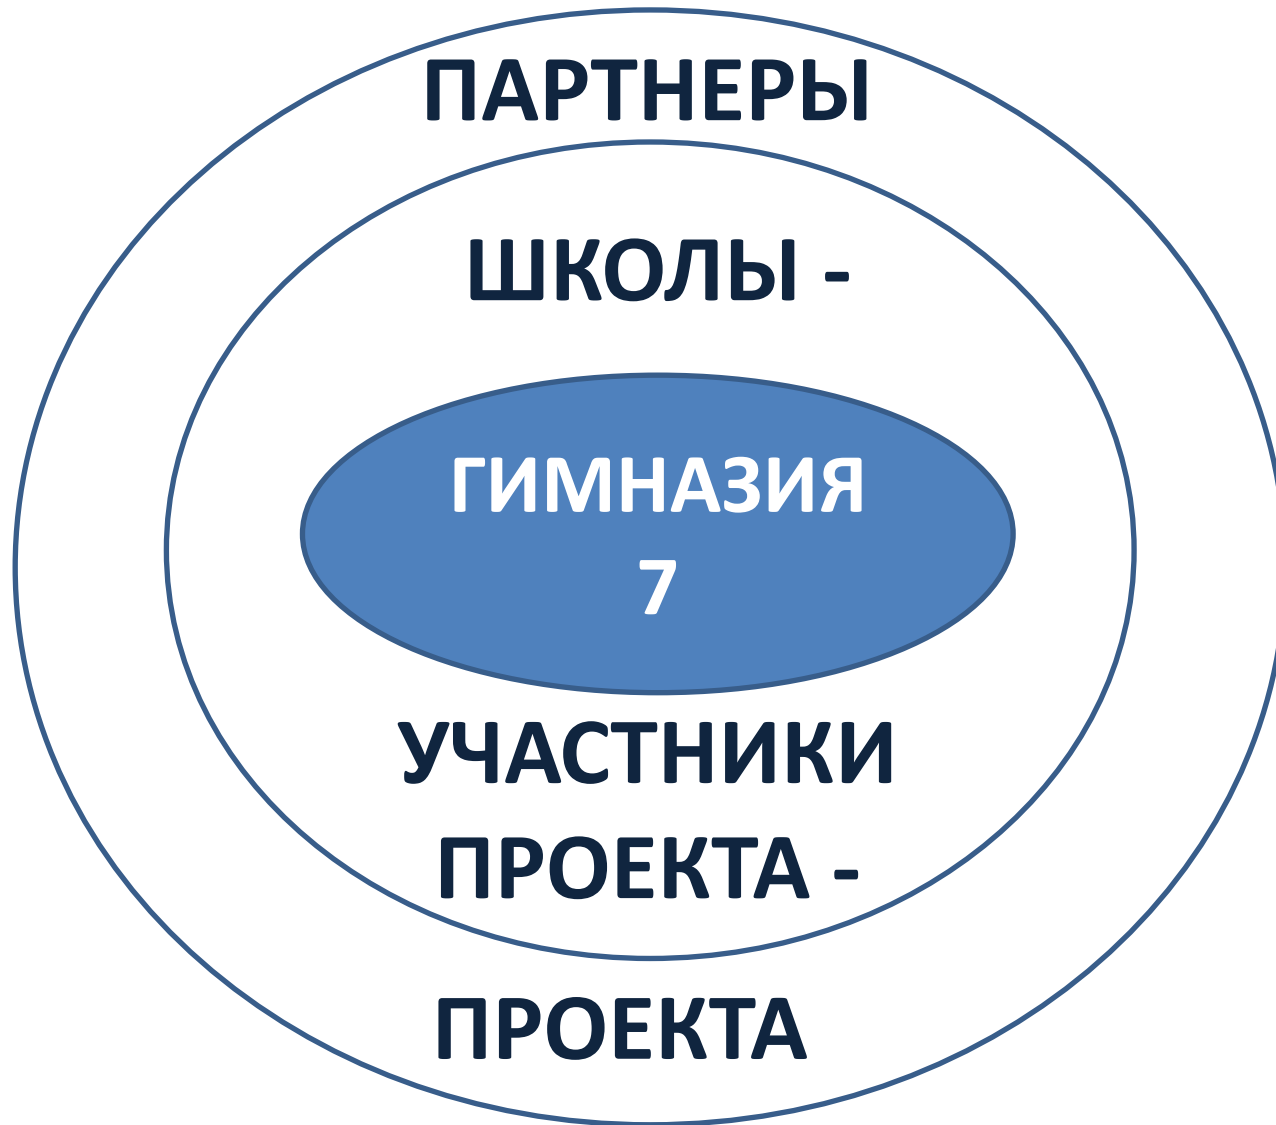 ПАРТНЕРЫ
ШКОЛЫ -
ГИМНАЗИЯ
7
УЧАСТНИКИ
ПРОЕКТА -
ПРОЕКТА